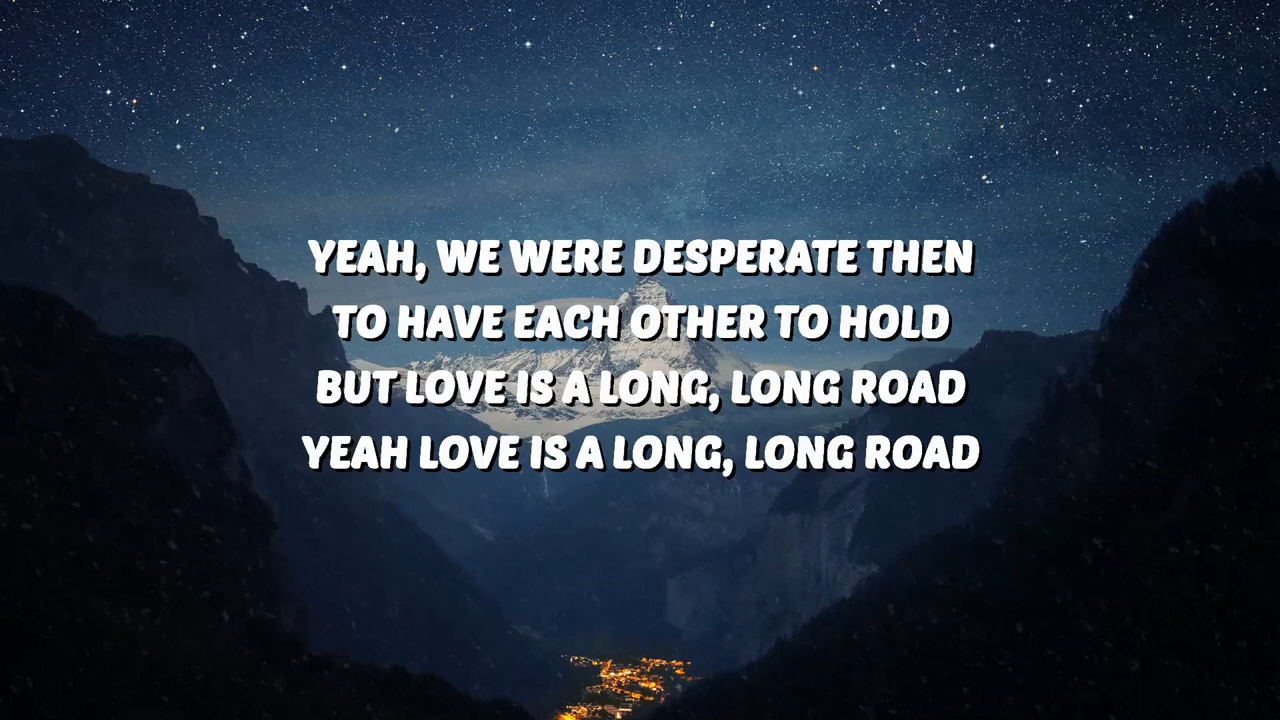 YEAH, WE WERE DESPERATE THEN
TO HAVE EACH OTHER TO HOLD
BUT LOVE IS A LONG, LONG ROAD
YEAH LOVE IS A LONG, LONG ROAD